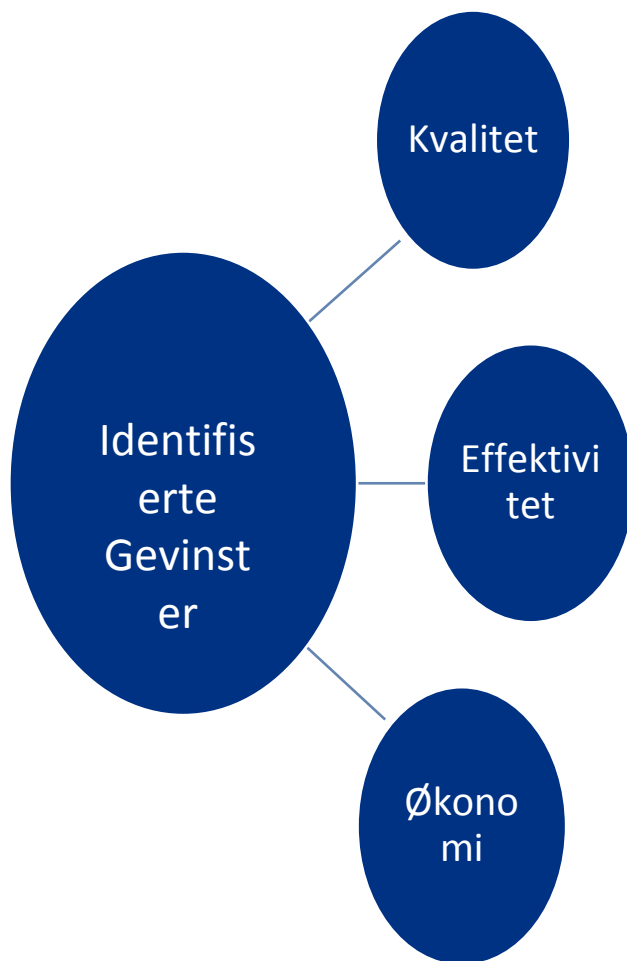 Kvalitet
Identifis
erte
Gevinst
er
Effektivi
tet
Økono
mi